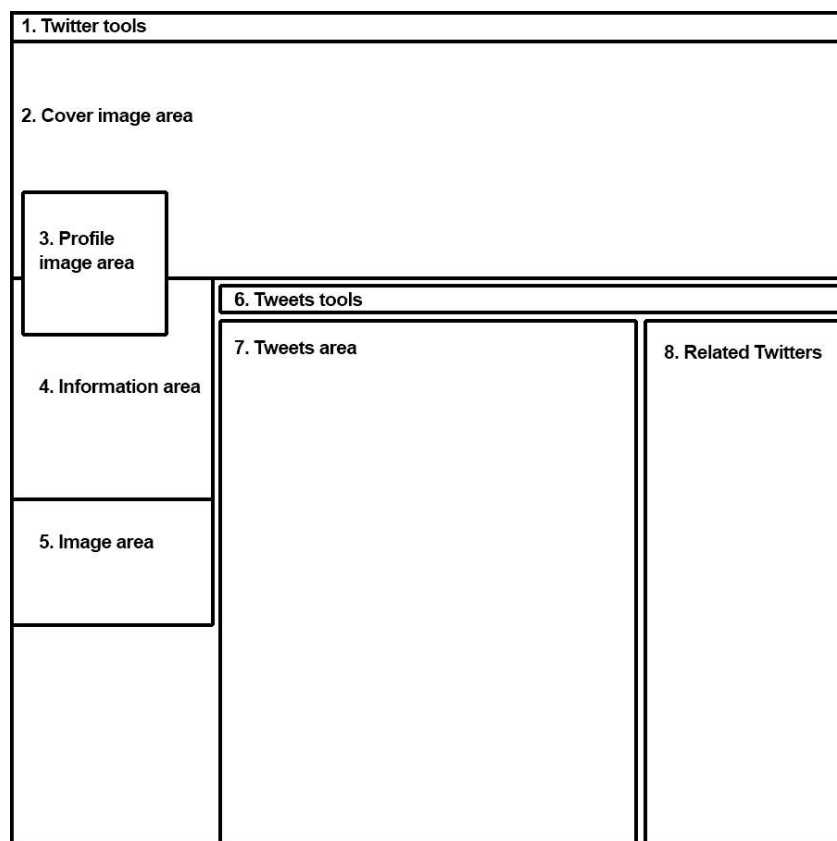 1. Twitter tools
2. Cover image area
3. Profile
image area
4. Information area
5. Image area
6. Tweets tools
7. Tweets area
8. Related Twitters